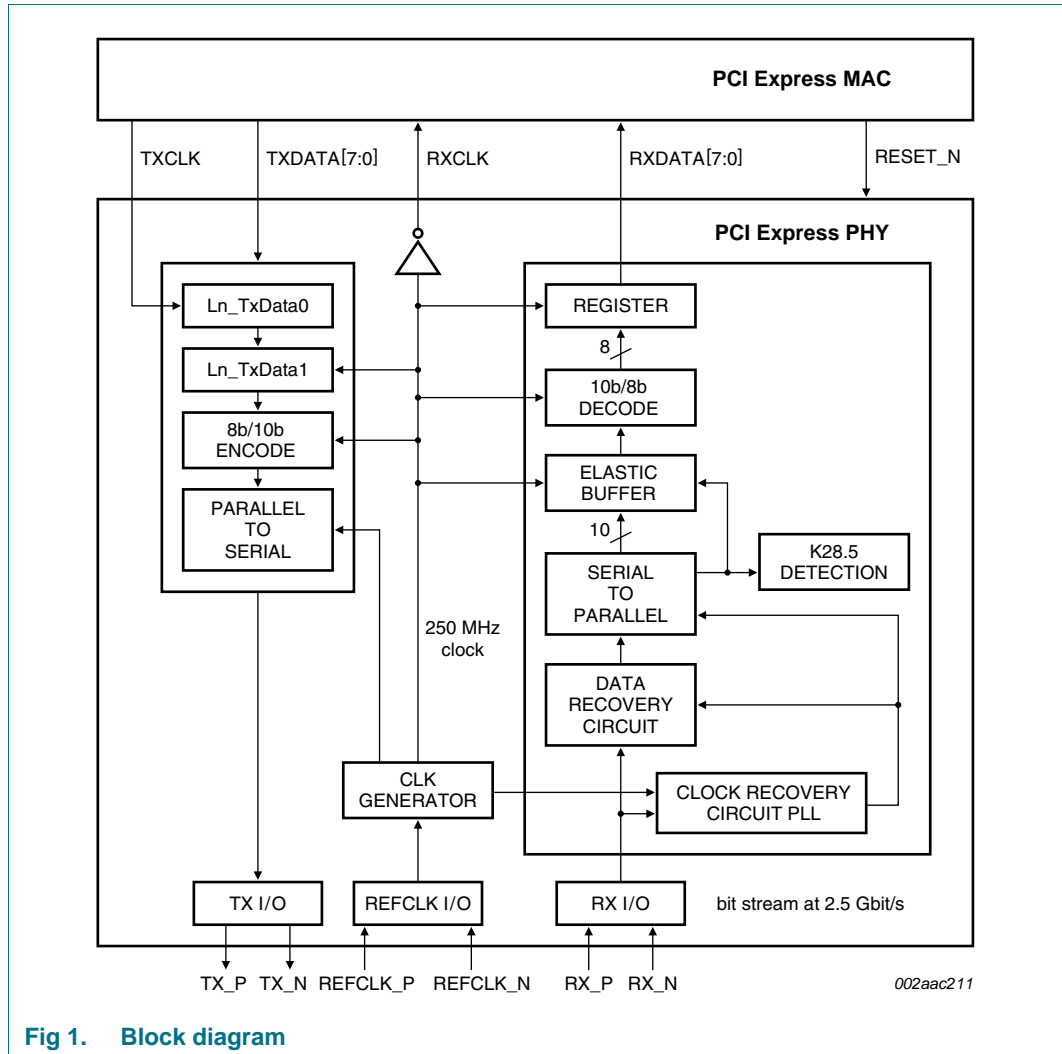 PCI Express MAC
TXCLK
TXDATA[7:0]
RXCLK
RXDATA[7:0]
RESET_N
PCI Express PHY
Ln_TxData0
Ln_TxData1
8b/10b
ENCODE
PARALLEL
TO
SERIAL
REGISTER
8
10b/8b
DECODE
ELASTIC
BUFFER
10
SERIAL
TO
PARALLEL
K28.5
DETECTION
250 MHz
clock
DATA
RECOVERY
CIRCUIT
CLK
GENERATOR
CLOCK RECOVERY
CIRCUIT PLL
TX I/O
REFCLK I/O
RX I/O
bit stream at 2.5 Gbit/s
TX_P
TX_N
REFCLK_P
REFCLK_N
RX_P
RX_N
002aac211
Fig 1. Block diagram